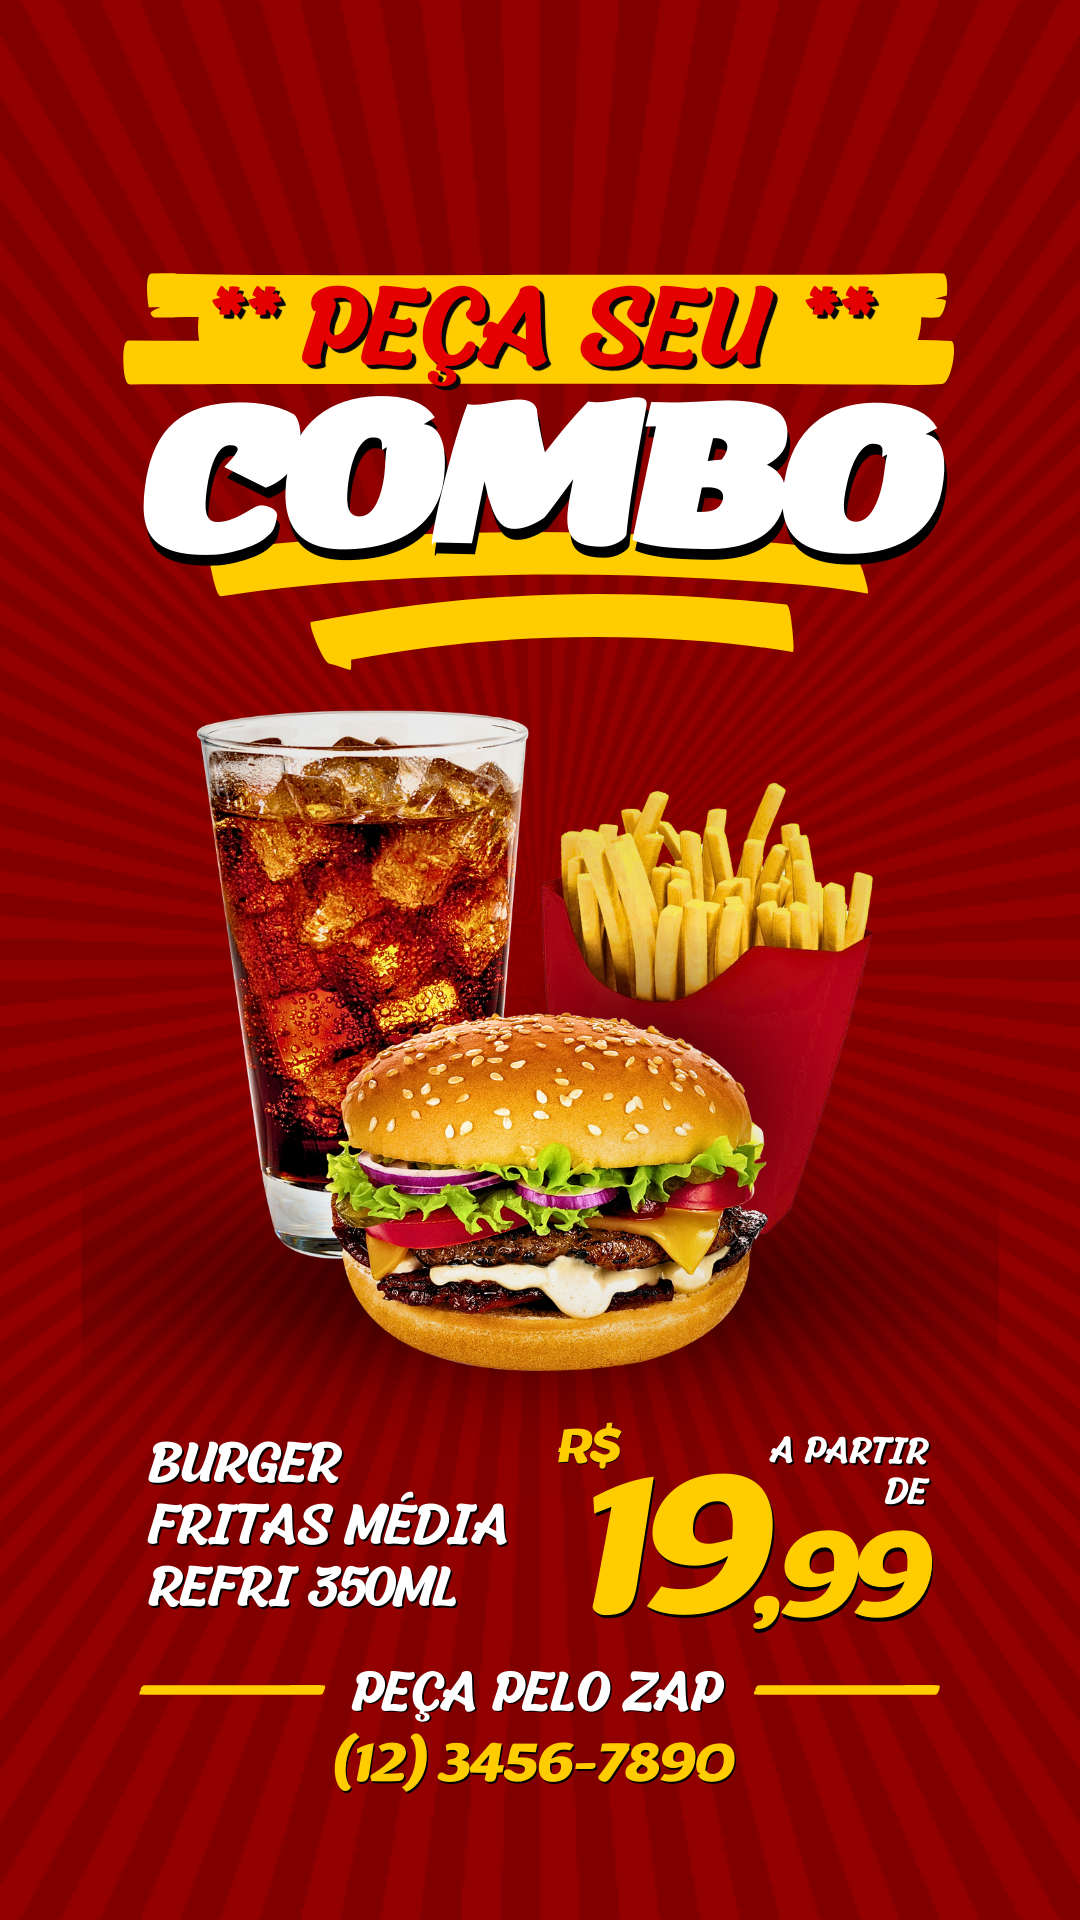 ** PEÇA SEU **
COMBO
BURGER
FRITAS MÉDIA
REFRI 350ML
R$
A PARTIR
DE
19,99
PEÇA PELO ZAP
(12) 3456-7890